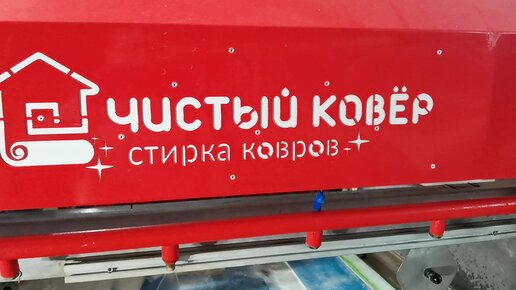 ЧИСТЫЙ КОВЁР
стирка ковров